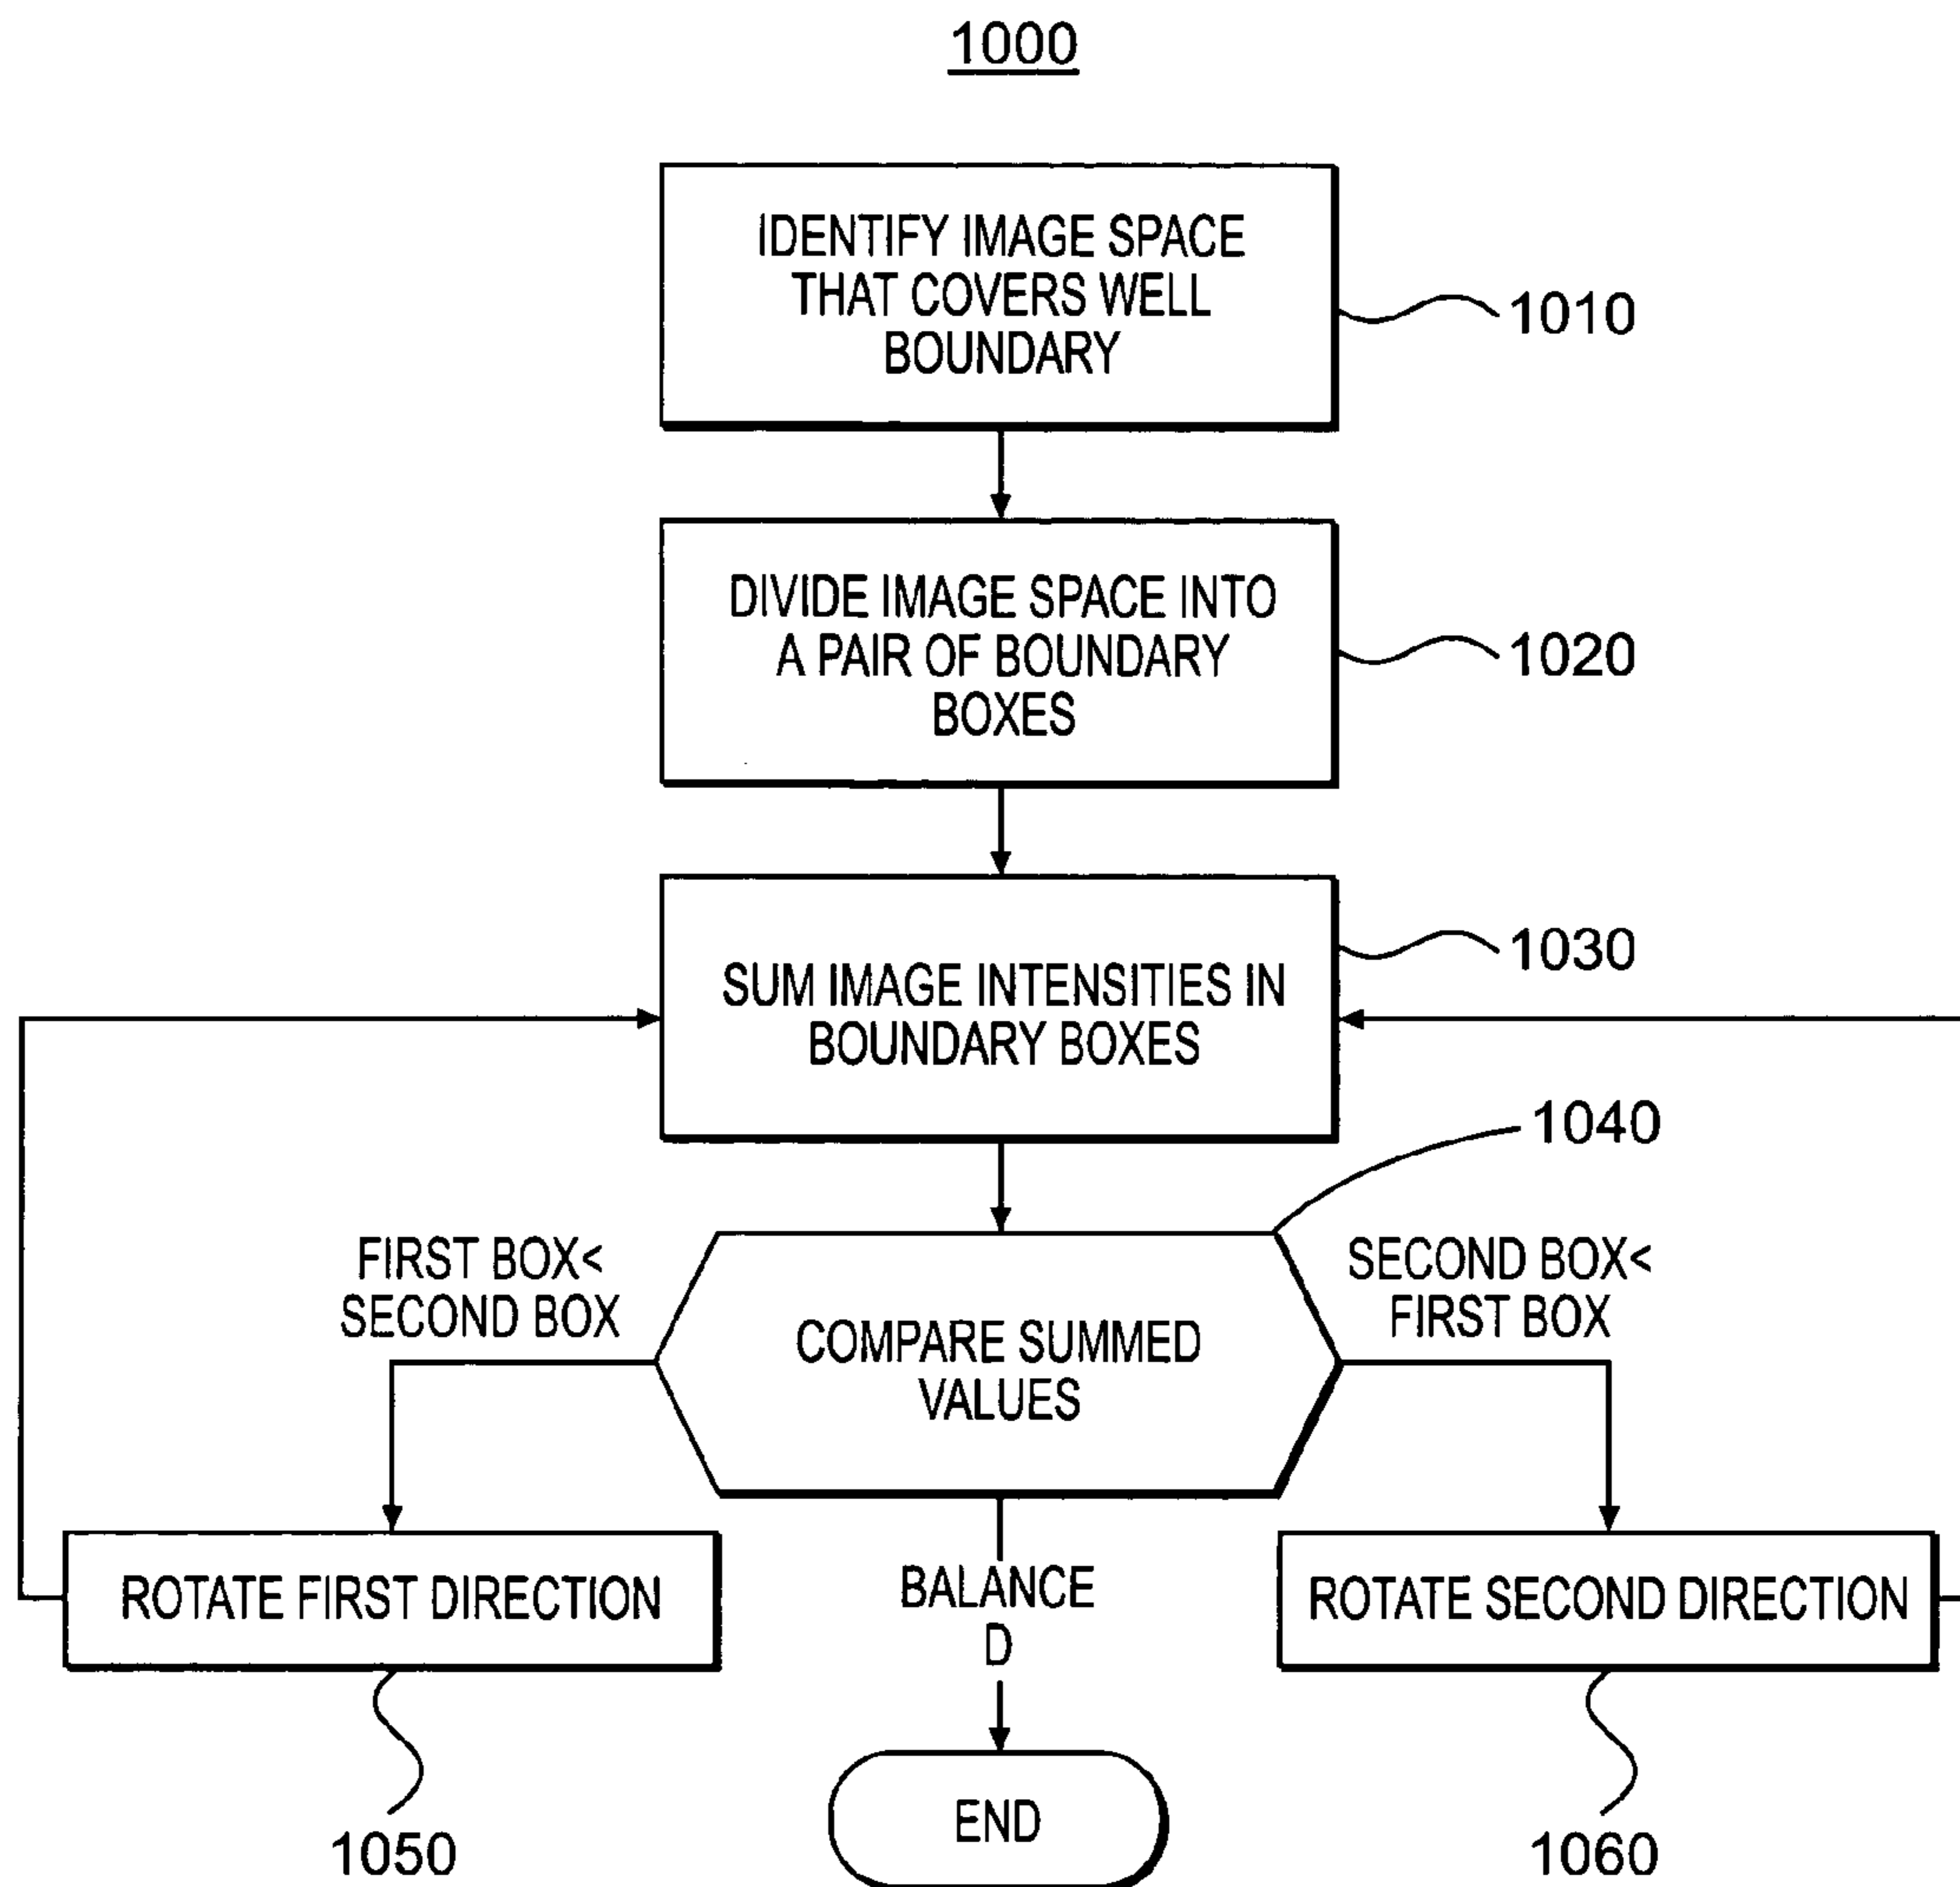 1000
IDENTIFY IMAGE SPACE
THAT COVERS WELL
BOUNDARY
1010
DIVIDE IMAGE SPACE INTO
A PAIR OF BOUNDARY
BOXES
1020
SUM IMAGE INTENSITIES IN
BOUNDARY BOXES
1030
1040
FIRST BOX<
SECOND BOX
COMPARE SUMMED
VALUES
SECOND BOX<
FIRST BOX
ROTATE FIRST DIRECTION
BALANCE
D
ROTATE SECOND DIRECTION
END
1050
1060